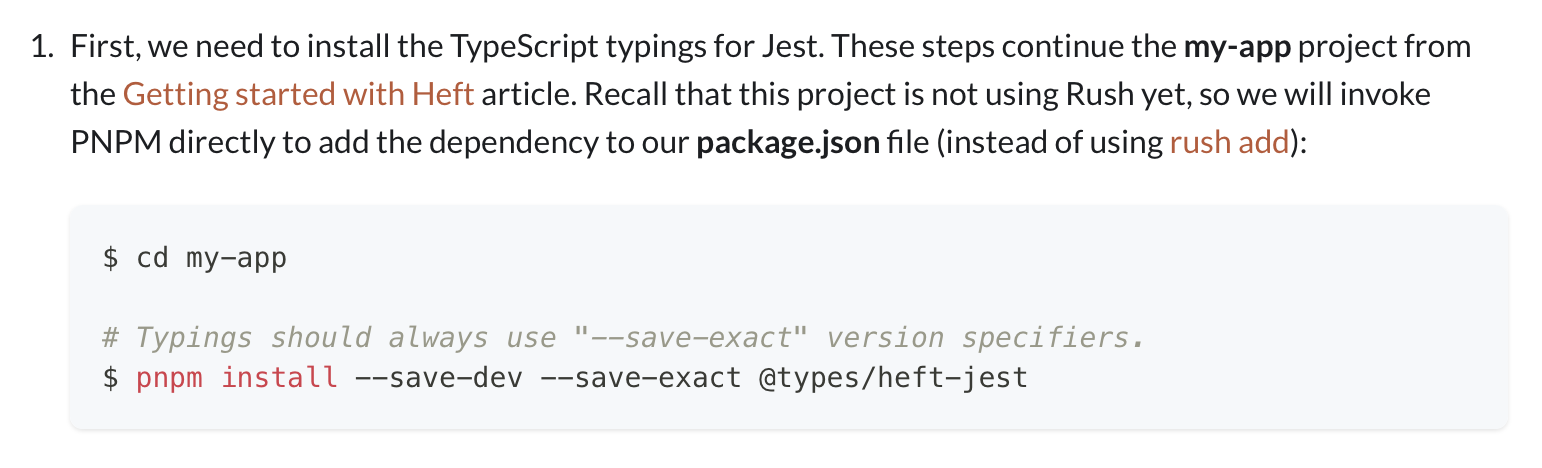 1. First, we need to install the TypeScript typings for Jest. These steps continue the my-app project from
the Getting started with Heft article. Recall that this project is not using Rush yet, so we will invoke
PNPM directly to add the dependency to our package.json file (instead of using rush add):
$ cd my-app
# Typings should always use "--save-exact" version specifiers.
$ pnpm install --save-dev --save-exact @types/heft-jest